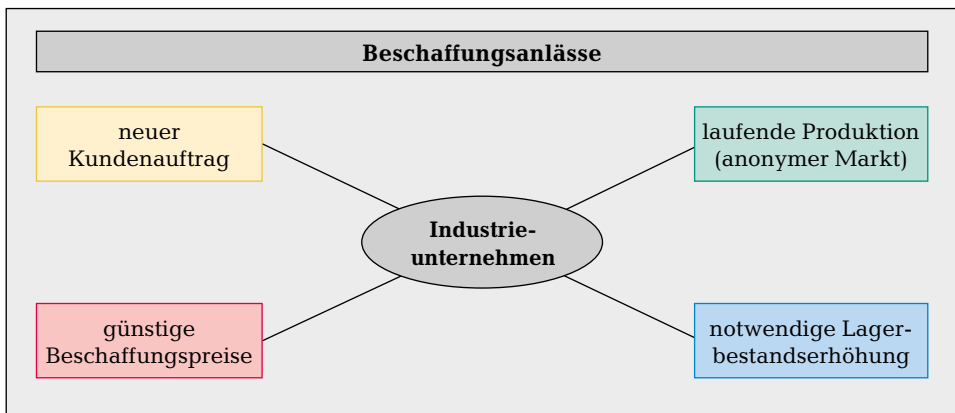 Beschaffungsanlässe
neuer
Kundenauftrag
laufende Produktion
(anonymer Markt)
Industrie-
unternehmen
günstige
Beschaffungspreise
notwendige Lager-
bestandserhöhung